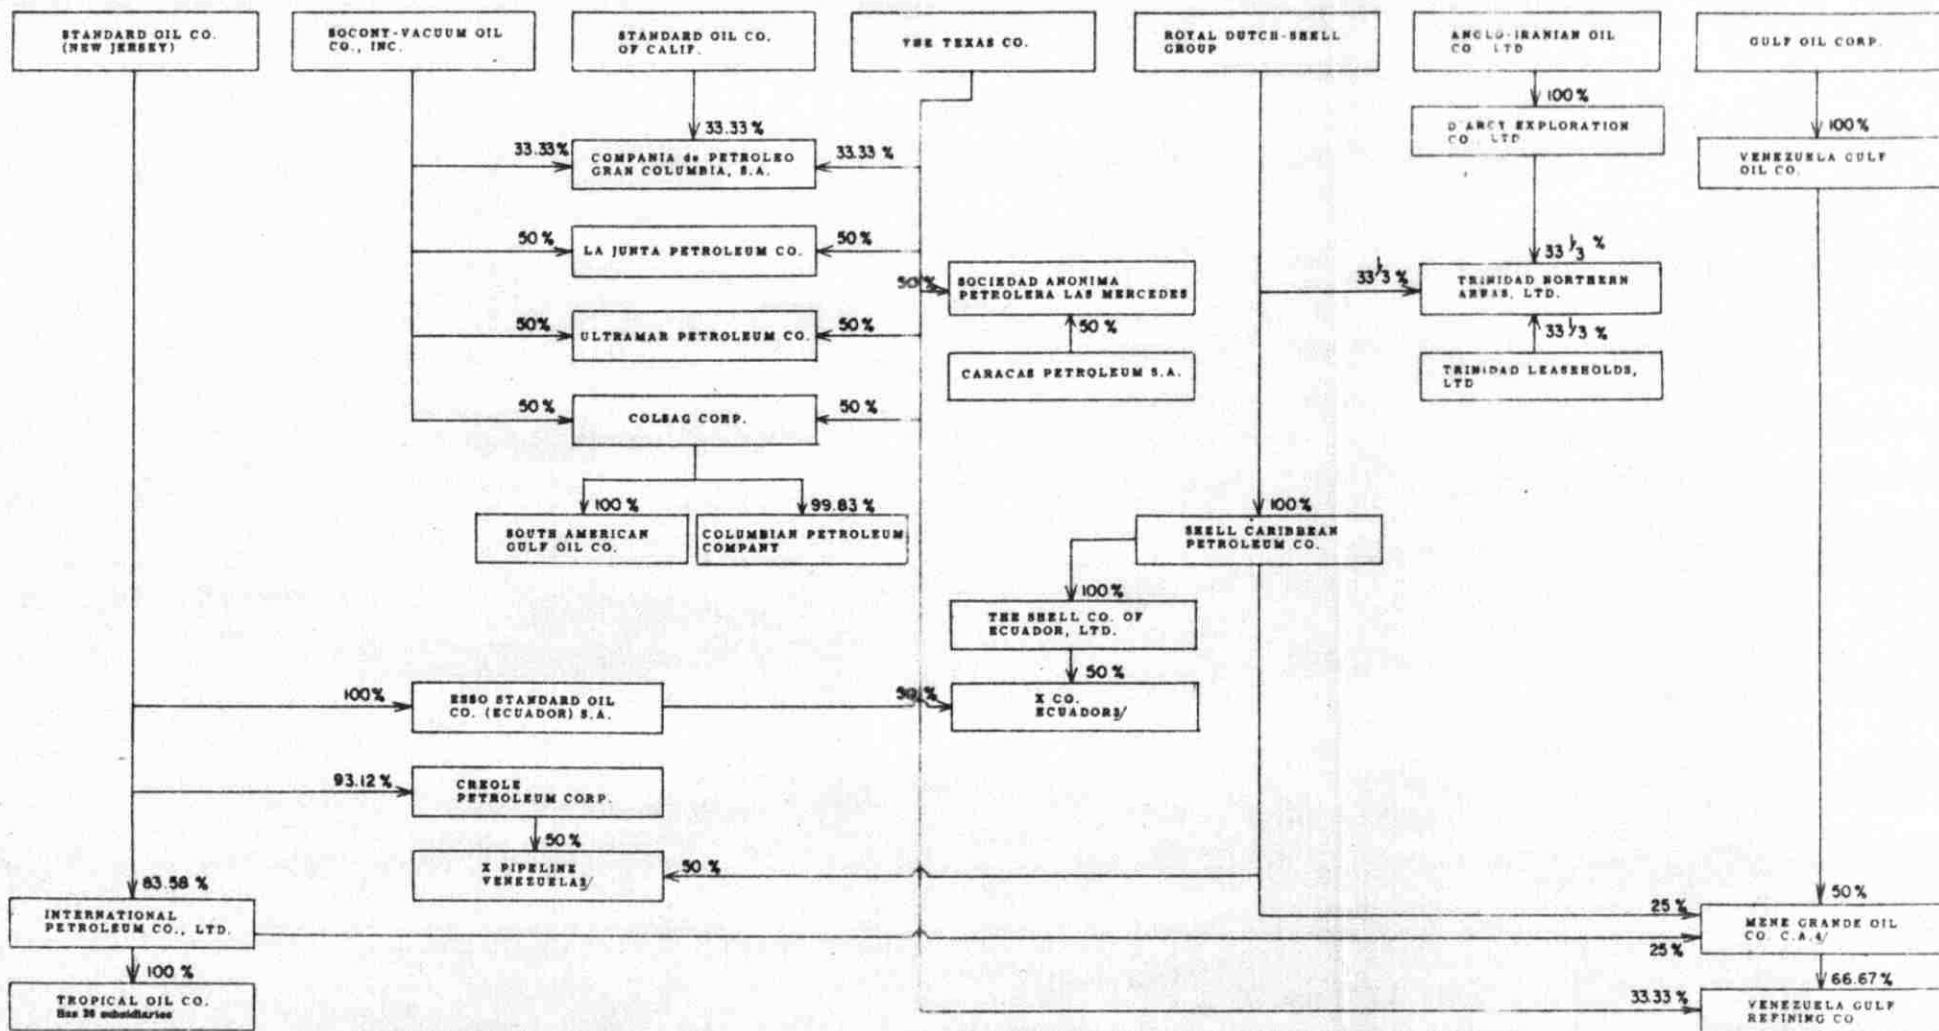 STANDARD OIL CO.
(NEW JERSEY)
SOCONY-VACUUM OIL
CO., INC.
STANDARD OIL CO.
OF CALIF.
THE TEXAS CO.
ROYAL DUTCH-SHELL
GROUP
ANGLO-IRANIAN OIL
CO. LTD
GULF OIL CORP.
100%
D'ARCY EXPLORATION
CO., LTD
33.33%
100%
33.33%
COMPANIA de PETROLEO
GRAN COLUMBIA, S.A.
33.33%
VENEZUELA GULF
OIL CO.
50%
LA JUNTA PETROLEUM CO.
50%
33 1/3 %
50%
SOCIEDAD ANONIMA
PETROLERA LAS MERCEDES
33 1/3 %
TRINIDAD NORTHERN
AREAS, LTD.
50%
ULTRAMAR PETROLEUM CO.
50%
50%
33 1/3 %
CARACAS PETROLEUM S.A.
TRINIDAD LEASEHOLDS,
LTD
50%
COLSAG CORP.
50%
100%
99.83%
100%
SOUTH AMERICAN
GULF OIL CO.
COLUMBIAN PETROLEUM
COMPANY
SHELL CARIBBEAN
PETROLEUM CO.
100%
THE SHELL CO. OF
ECUADOR, LTD.
50%
100%
ESSO STANDARD OIL
CO. (ECUADOR) S.A.
50%
X CO.
ECUADOR3/
93.12%
CREOLE
PETROLEUM CORP.
50%
X PIPELINE
VENEZUELA3/
50%
83.58%
50%
INTERNATIONAL
PETROLEUM CO., LTD.
25%
MENE GRANDE OIL
CO. C.A.4/
25%
100%
66.67%
TROPICAL OIL CO.
Has 26 subsidiaries
33.33%
VENEZUELA GULF
REFINING CO